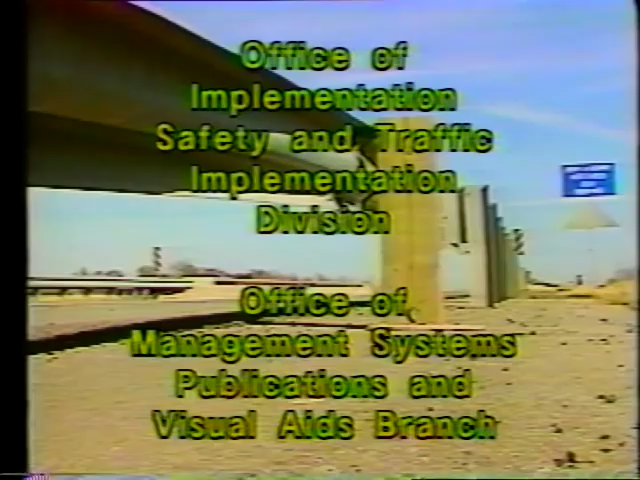 Office of
Implementation
Safety and Traffic
Implementation
Division
Office of
Management Systems
Publications and
Visual Aids Branch